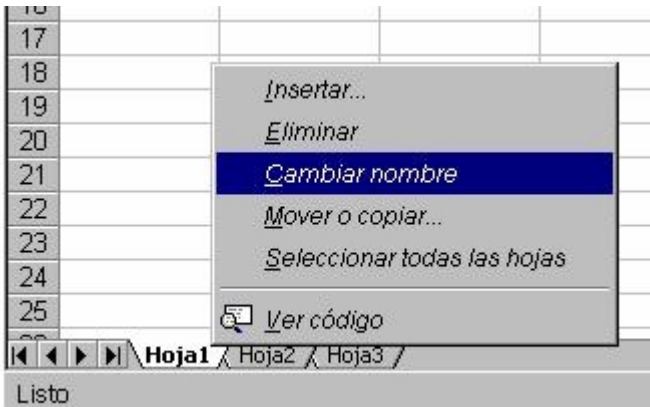 16
17
18
19
20
21
22
23
24
25
Insertar...
Eliminar
Cambiar nombre
Mover o copiar...
Seleccionar todas las hojas
Ver código
Hoja1 Hoja2 Hoja3
Listo